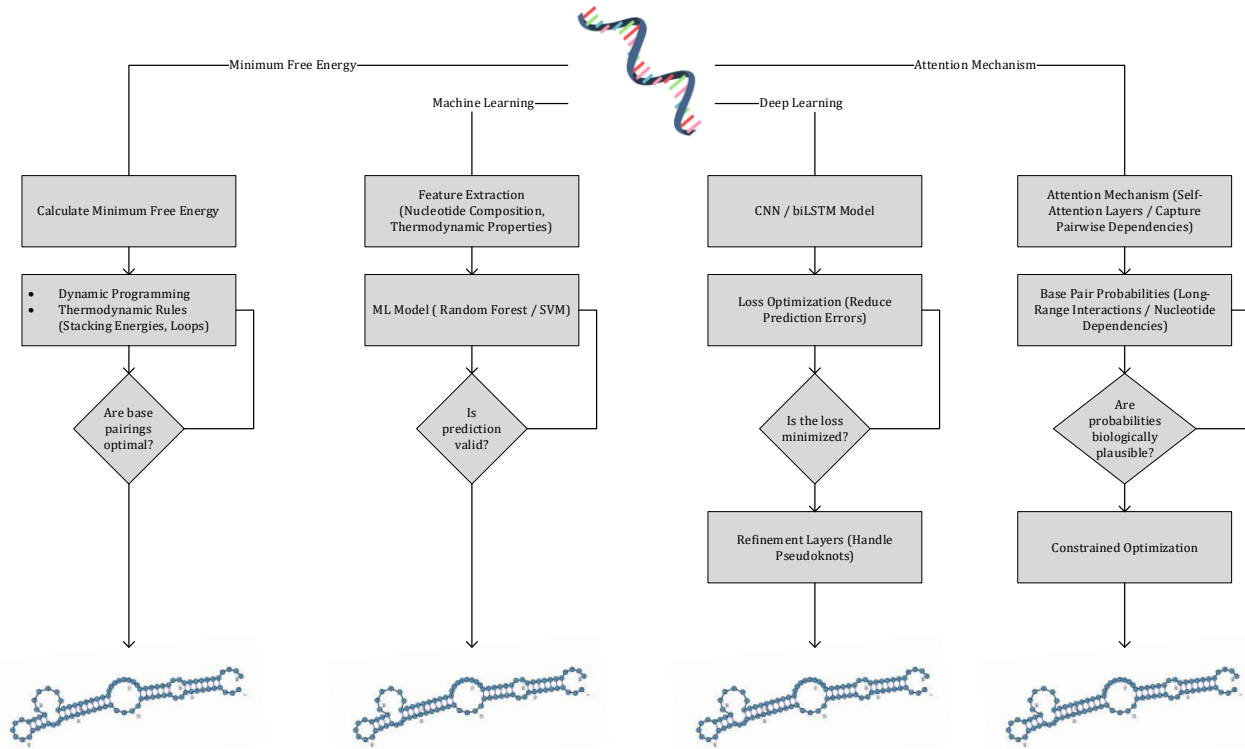 Minimum Free Energy
Attention Mechanism
Machine Learning
Deep Learning
Calculate Minimum Free Energy
Feature Extraction
(Nucleotide Composition,
Thermodynamic Properties)
CNN / biLSTM Model
Attention Mechanism (Self-
Attention Layers / Capture
Pairwise Dependencies)
• Dynamic Programming
• Thermodynamic Rules
(Stacking Energies, Loops)
ML Model ( Random Forest / SVM)
Loss Optimization (Reduce
Prediction Errors)
Base Pair Probabilities (Long-
Range Interactions / Nucleotide
Dependencies)
Are base
pairings
optimal?
Is
prediction
valid?
Is the loss
minimized?
Are
probabilities
biologically
plausible?
Refinement Layers (Handle
Pseudoknots)
Constrained Optimization